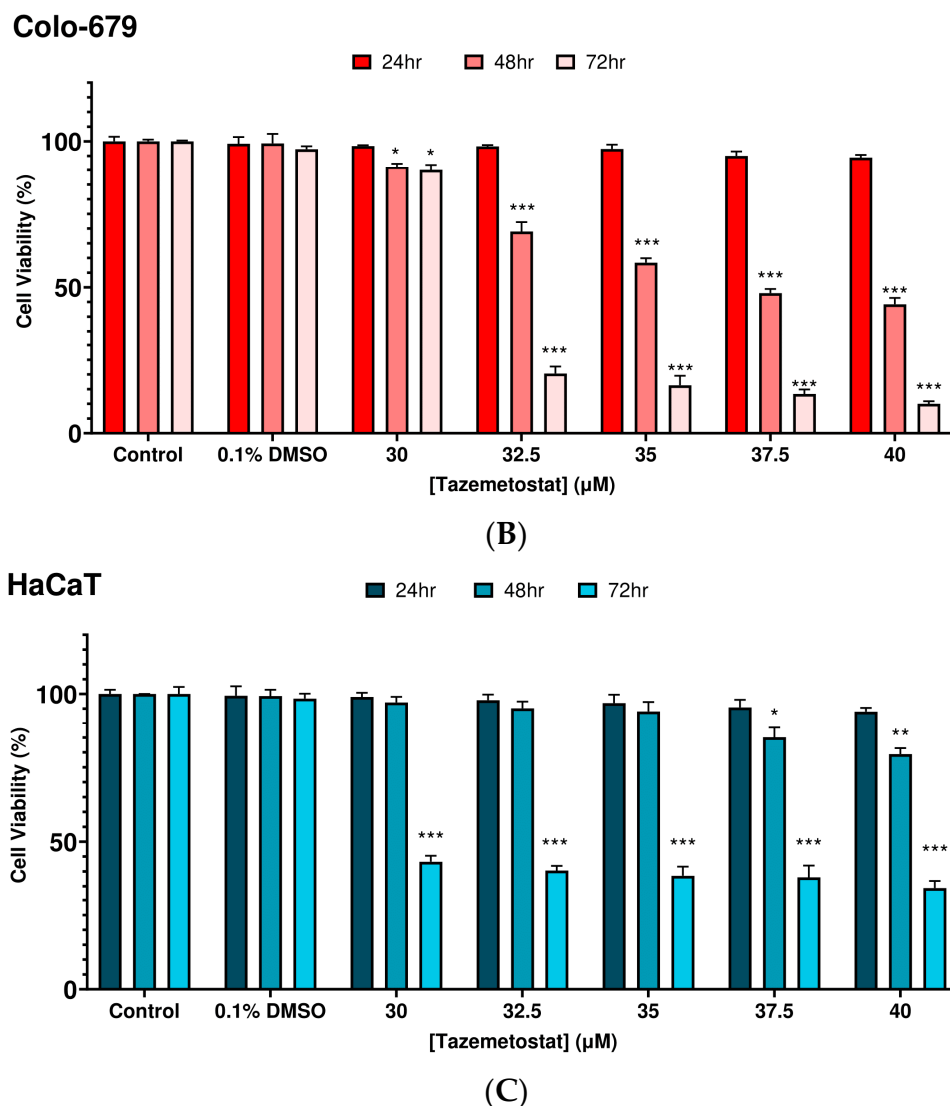 Colo-679
24hr 48hr 72hr
Cell Viability (%)
100
50
0
* *
*** ***
*** ***
*** ***
*** ***
Control 0.1% DMSO 30 32.5 35 37.5 40
[Tazemetostat] (µM)
(B)
HaCaT
24hr 48hr 72hr
Cell Viability (%)
100
50
0
*** *** *** * *** ** ***
Control 0.1% DMSO 30 32.5 35 37.5 40
[Tazemetostat] (µM)
(C)